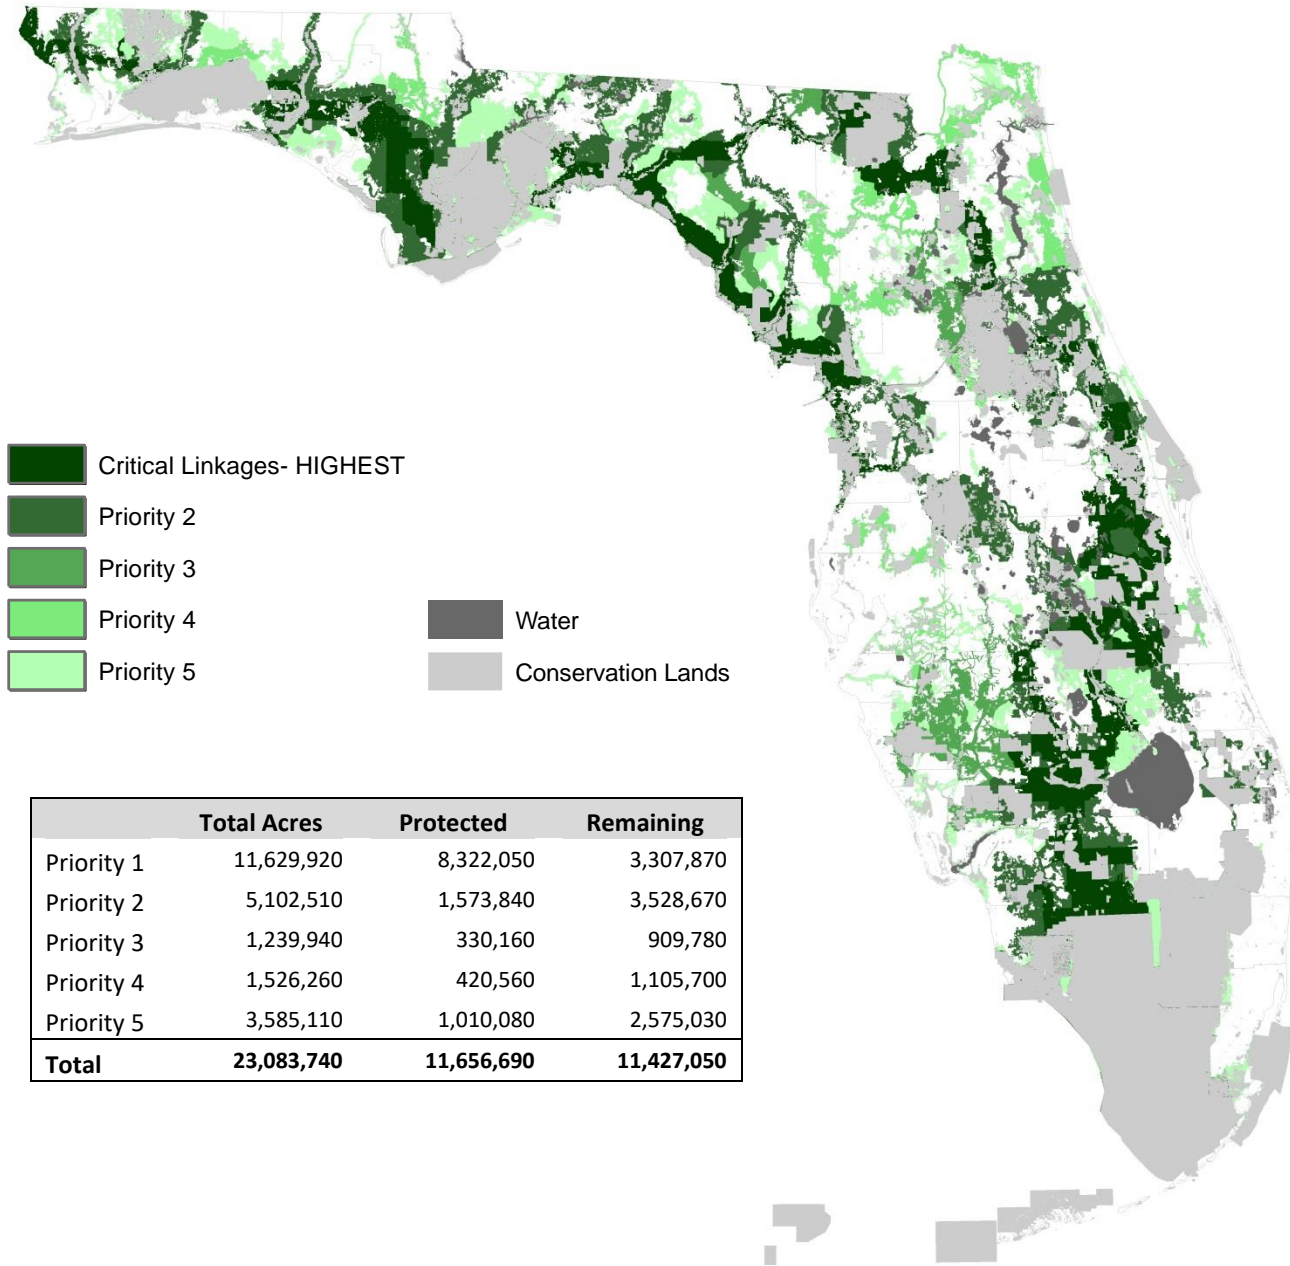 Critical Linkages- HIGHEST
Priority 2
Priority 3
Priority 4
Priority 5
Water
Conservation Lands
Total Acres Protected Remaining
Priority 1 11,629,920 8,322,050 3,307,870
Priority 2 5,102,510 1,573,840 3,528,670
Priority 3 1,239,940 330,160 909,780
Priority 4 1,526,260 420,560 1,105,700
Priority 5 3,585,110 1,010,080 2,575,030
Total 23,083,740 11,656,690 11,427,050